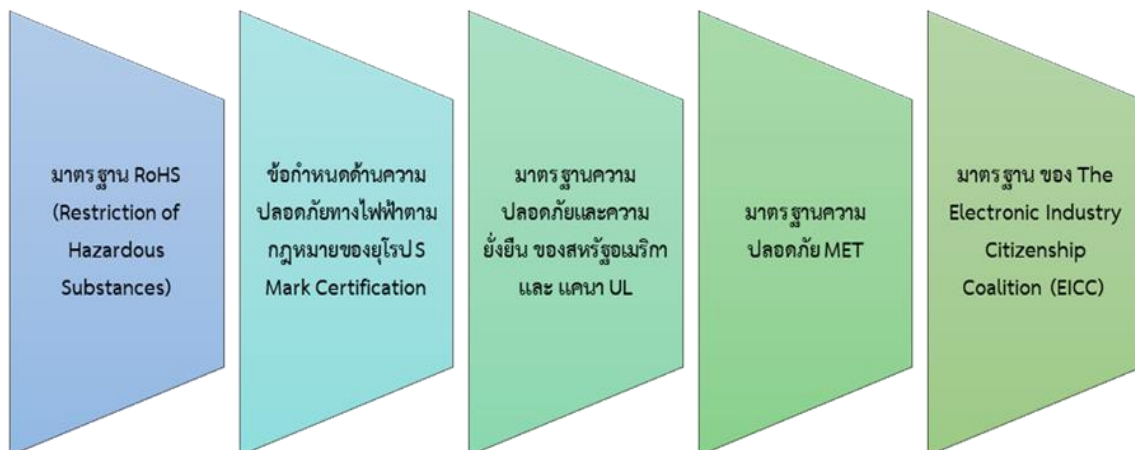 มาตรฐาน RoHS
(Restriction of
Hazardous
Substances)
ข้อกำหนดด้านความ
ปลอดภัยทางไฟฟ้าตาม
กฎหมายของยุโรป S
Mark Certification
มาตรฐานความ
ปลอดภัยและความ
ยั่งยืน ของสหรัฐอเมริกา
และ แคนา UL
มาตรฐานความ
ปลอดภัย MET
มาตรฐาน ของ The
Electronic Industry
Citizenship
Coalition (EICC)